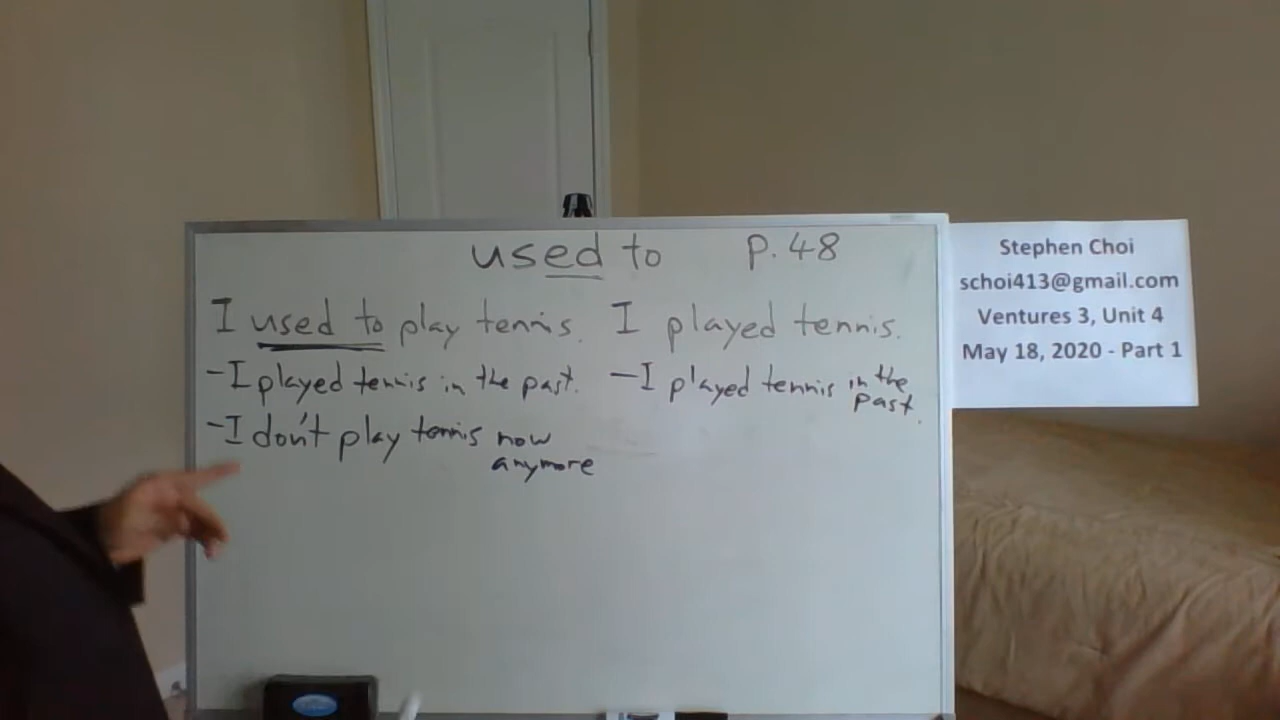 used to p.48
I used to play tennis. I played tennis.
-I played tennis in the past. -I played tennis in the
past.
-I don't play tennis now
anymore
Stephen Choi
schoi413@gmail.com
Ventures 3, Unit 4
May 18, 2020 - Part 1